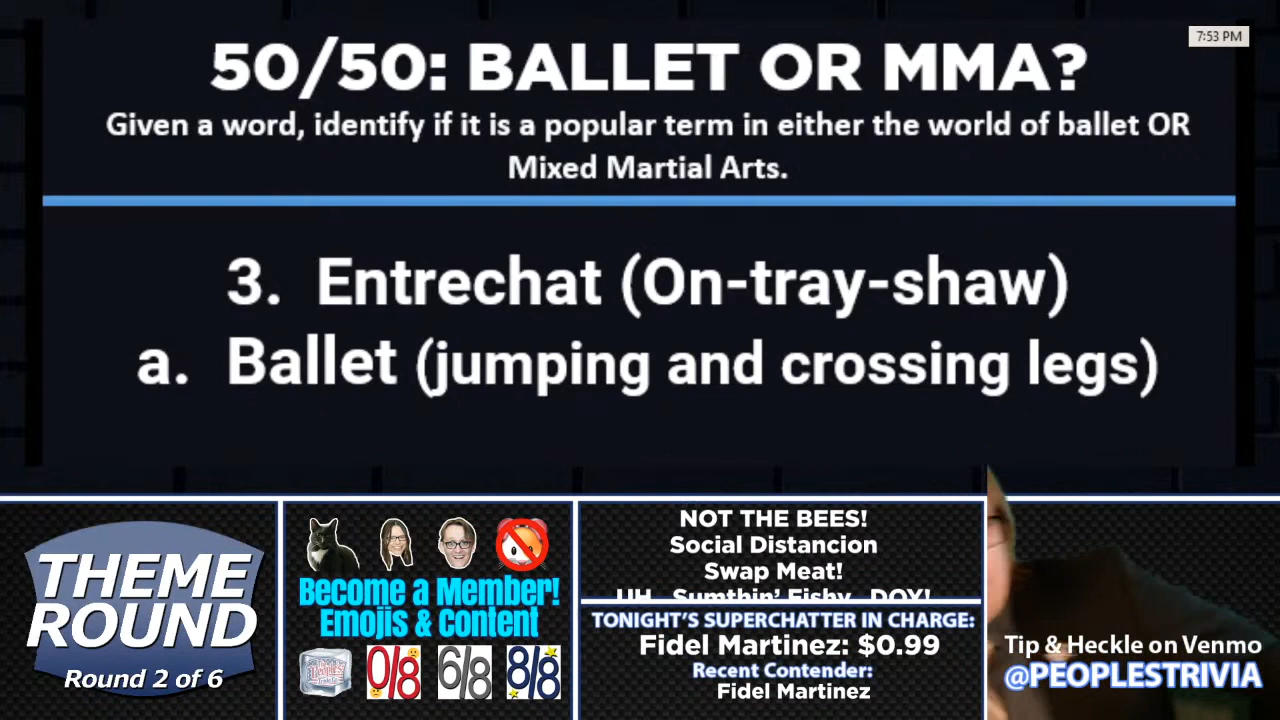 7:53 PM
50/50: BALLET OR MMA?
Given a word, identify if it is a popular term in either the world of ballet OR
Mixed Martial Arts.
3. Entrechat (On-tray-shaw)
a. Ballet (jumping and crossing legs)
THEME
ROUND
Round 2 of 6
Become a Member!
Emojis & Content
0/8
6/8
8/8
NOT THE BEES!
Social Distancion
Swap Meat!
UH.. Sumthin' Fishy.. DOY!
TONIGHT'S SUPERCHATTER IN CHARGE:
Fidel Martinez: $0.99
Recent Contender:
Fidel Martinez
Tip & Heckle on Venmo
@PEOPLESTRIVIA